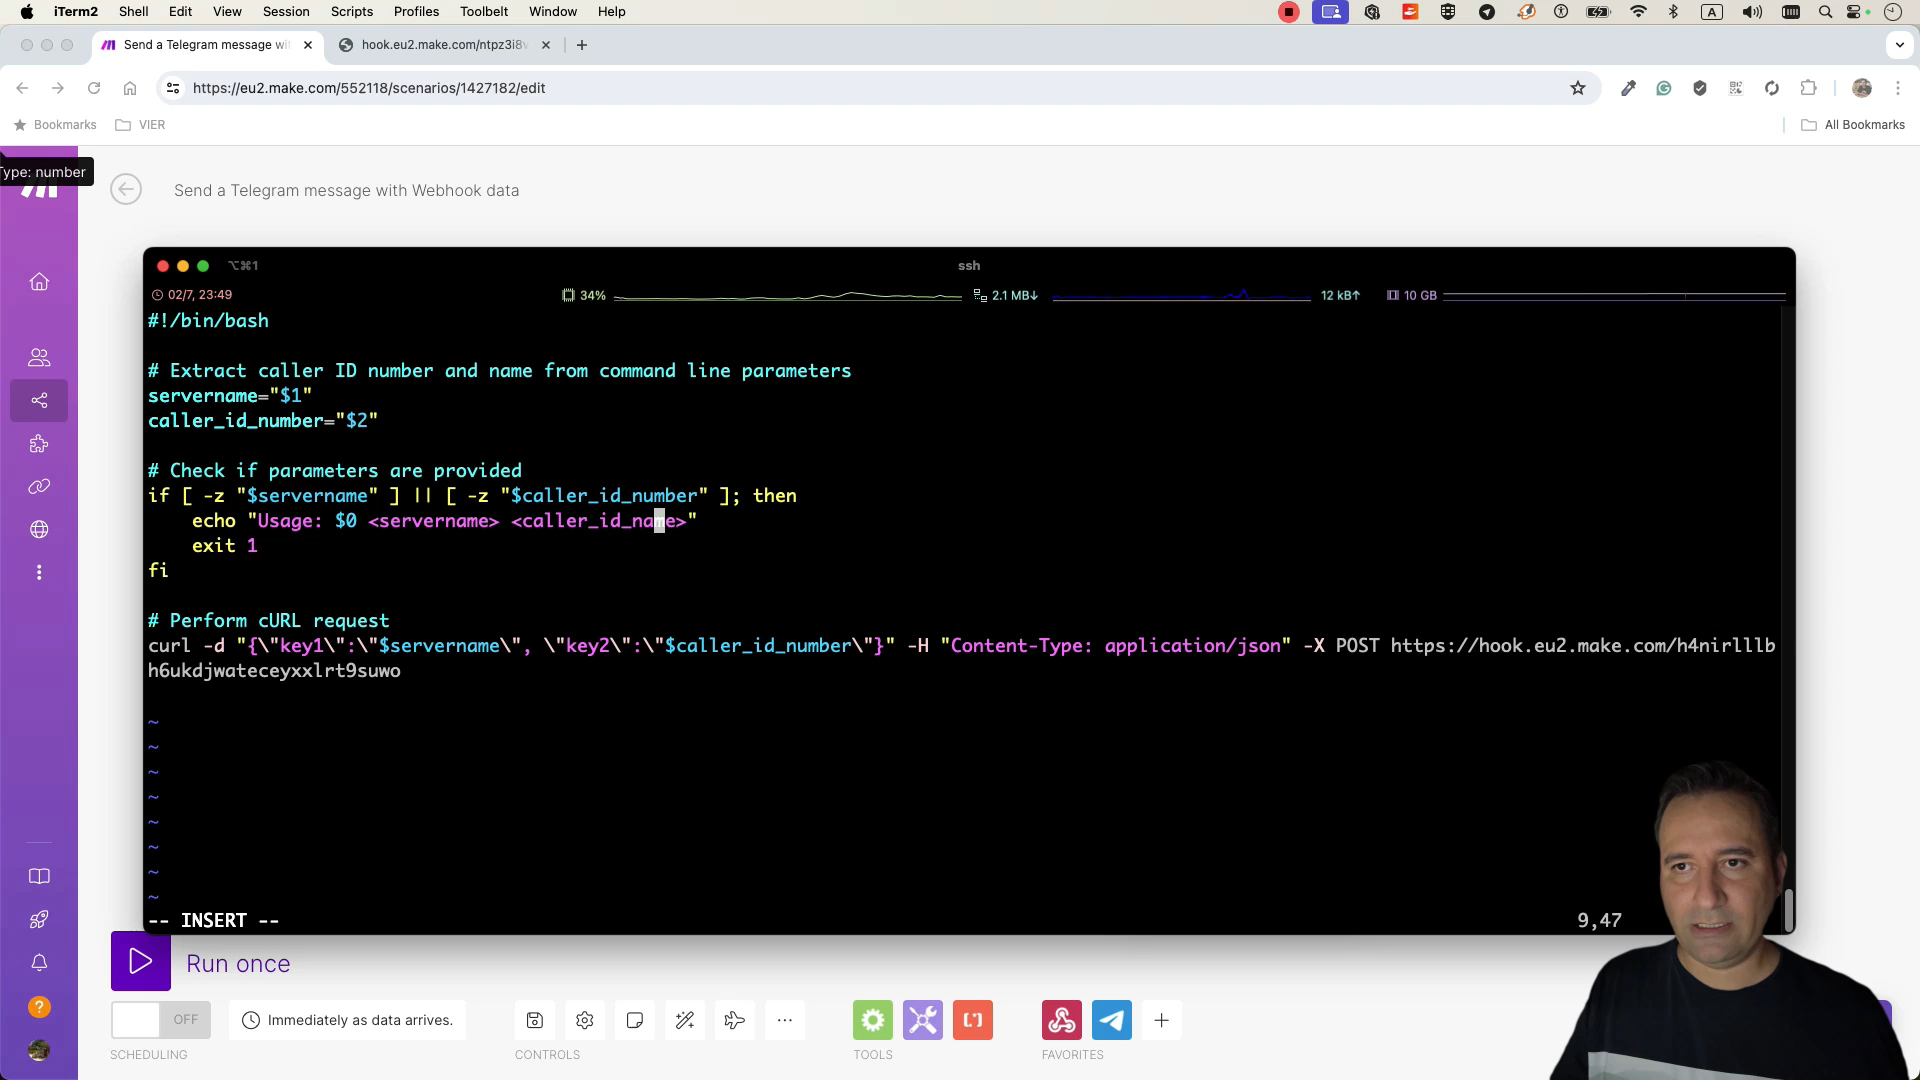 iTerm2 Shell Edit View Session Scripts Profiles Toolbelt Window Help
Send a Telegram message wi
hook.eu2.make.com/ntpz3i8
https://eu2.make.com/552118/scenarios/1427182/edit
Bookmarks VIER All Bookmarks
Type: number
Send a Telegram message with Webhook data
⌥⌘1 ssh
02/7, 23:49 34% 2.1 MB↓ 12 kB↑ 10 GB
#!/bin/bash
# Extract caller ID number and name from command line parameters
servername="$1"
caller_id_number="$2"
# Check if parameters are provided
if [ -z "$servername" ] || [ -z "$caller_id_number" ]; then
echo "Usage: $0 <servername> <caller_id_name>"
exit 1
fi
# Perform cURL request
curl -d "{\"key1\":\"$servername\", \"key2\":\"$caller_id_number\"}" -H "Content-Type: application/json" -X POST https://hook.eu2.make.com/h4nirlllb
h6ukdjwateceyxxlrt9suwo
~
~
~
~
~
~
~
~
-- INSERT -- 9,47
Run once
OFF Immediately as data arrives.
SCHEDULING CONTROLS TOOLS FAVORITES